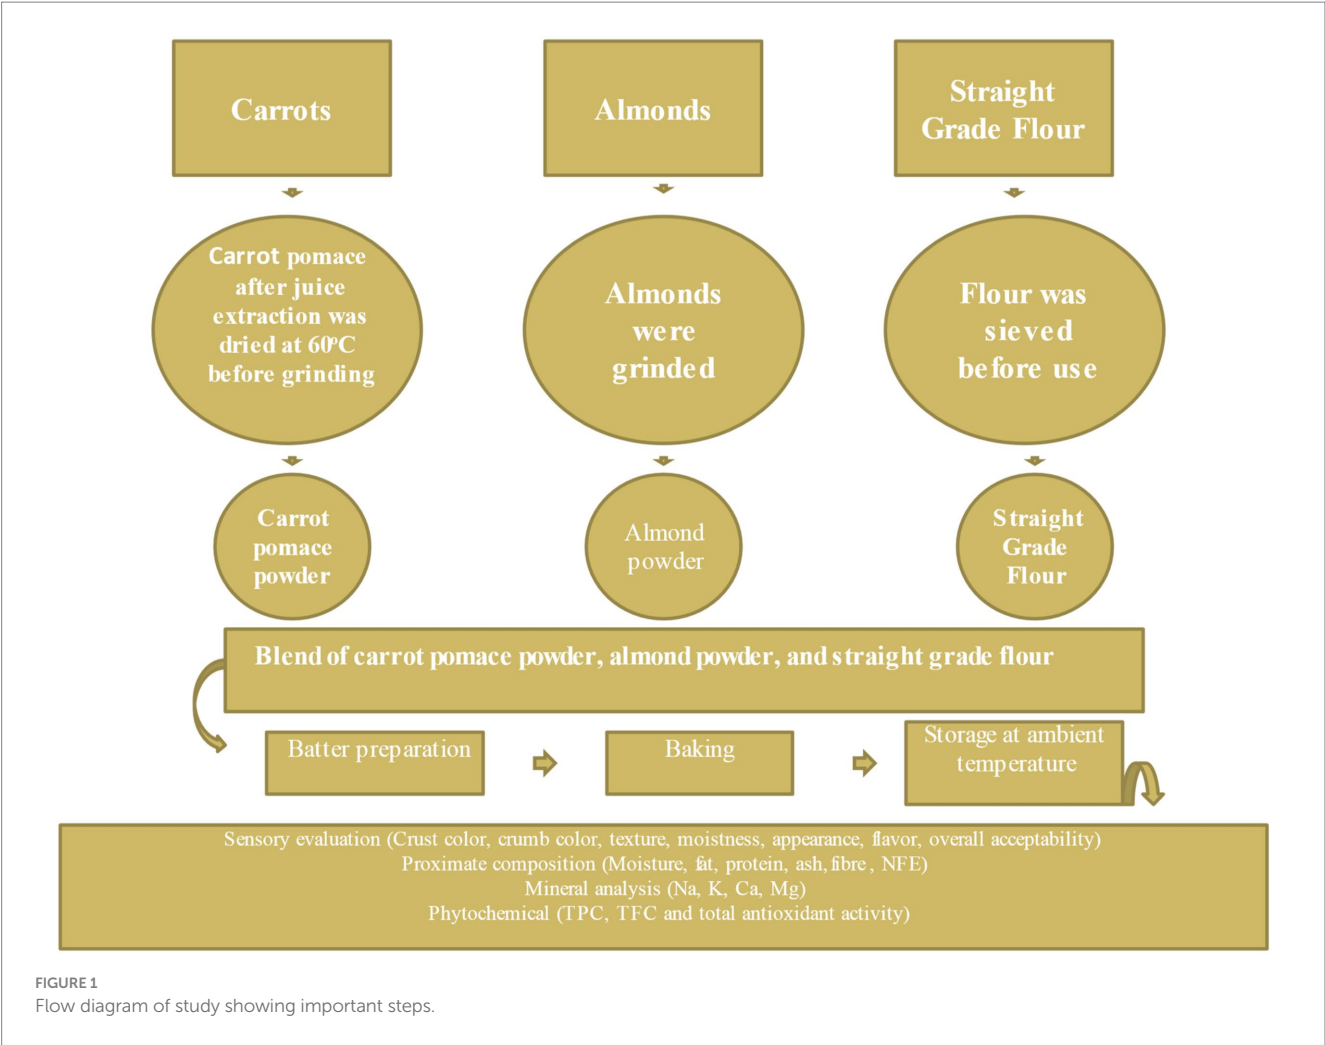 Carrots
Almonds
Straight
Grade Flour
Carrot pomace
after juice
extraction was
dried at 60ºC
before grinding
Almonds
were
grinded
Flour was
sieved
before use
Carrot
pomace
powder
Almond
powder
Straight
Grade
Flour
Blend of carrot pomace powder, almond powder, and straight grade flour
Batter preparation
Baking
Storage at ambient
temperature
Sensory evaluation (Crust color, crumb color, texture, moistness, appearance, flavor, overall acceptability)
Proximate composition (Moisture, fat, protein, ash, fibre, NFE)
Mineral analysis (Na, K, Ca, Mg)
Phytochemical (TPC, TFC and total antioxidant activity)
FIGURE 1
Flow diagram of study showing important steps.